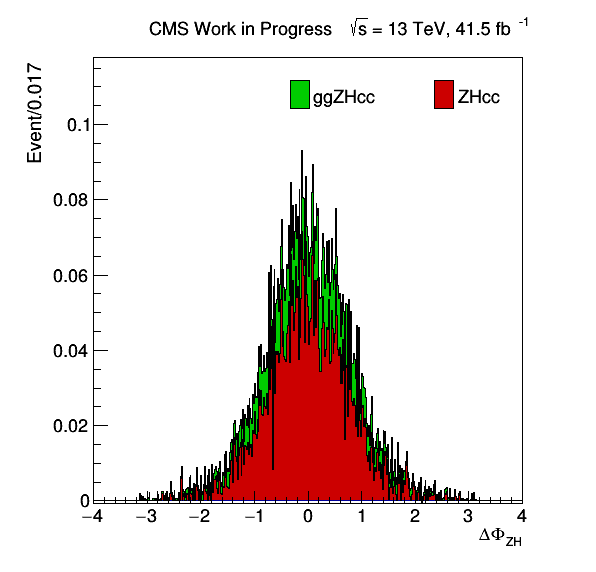 CMS Work in Progress √s = 13 TeV, 41.5 fb⁻¹
Event/0.017
ggZHcc ZHcc
0.1
0.08
0.06
0.04
0.02
0
−4 −3 −2 −1 0 1 2 3 4
ΔΦ_ZH